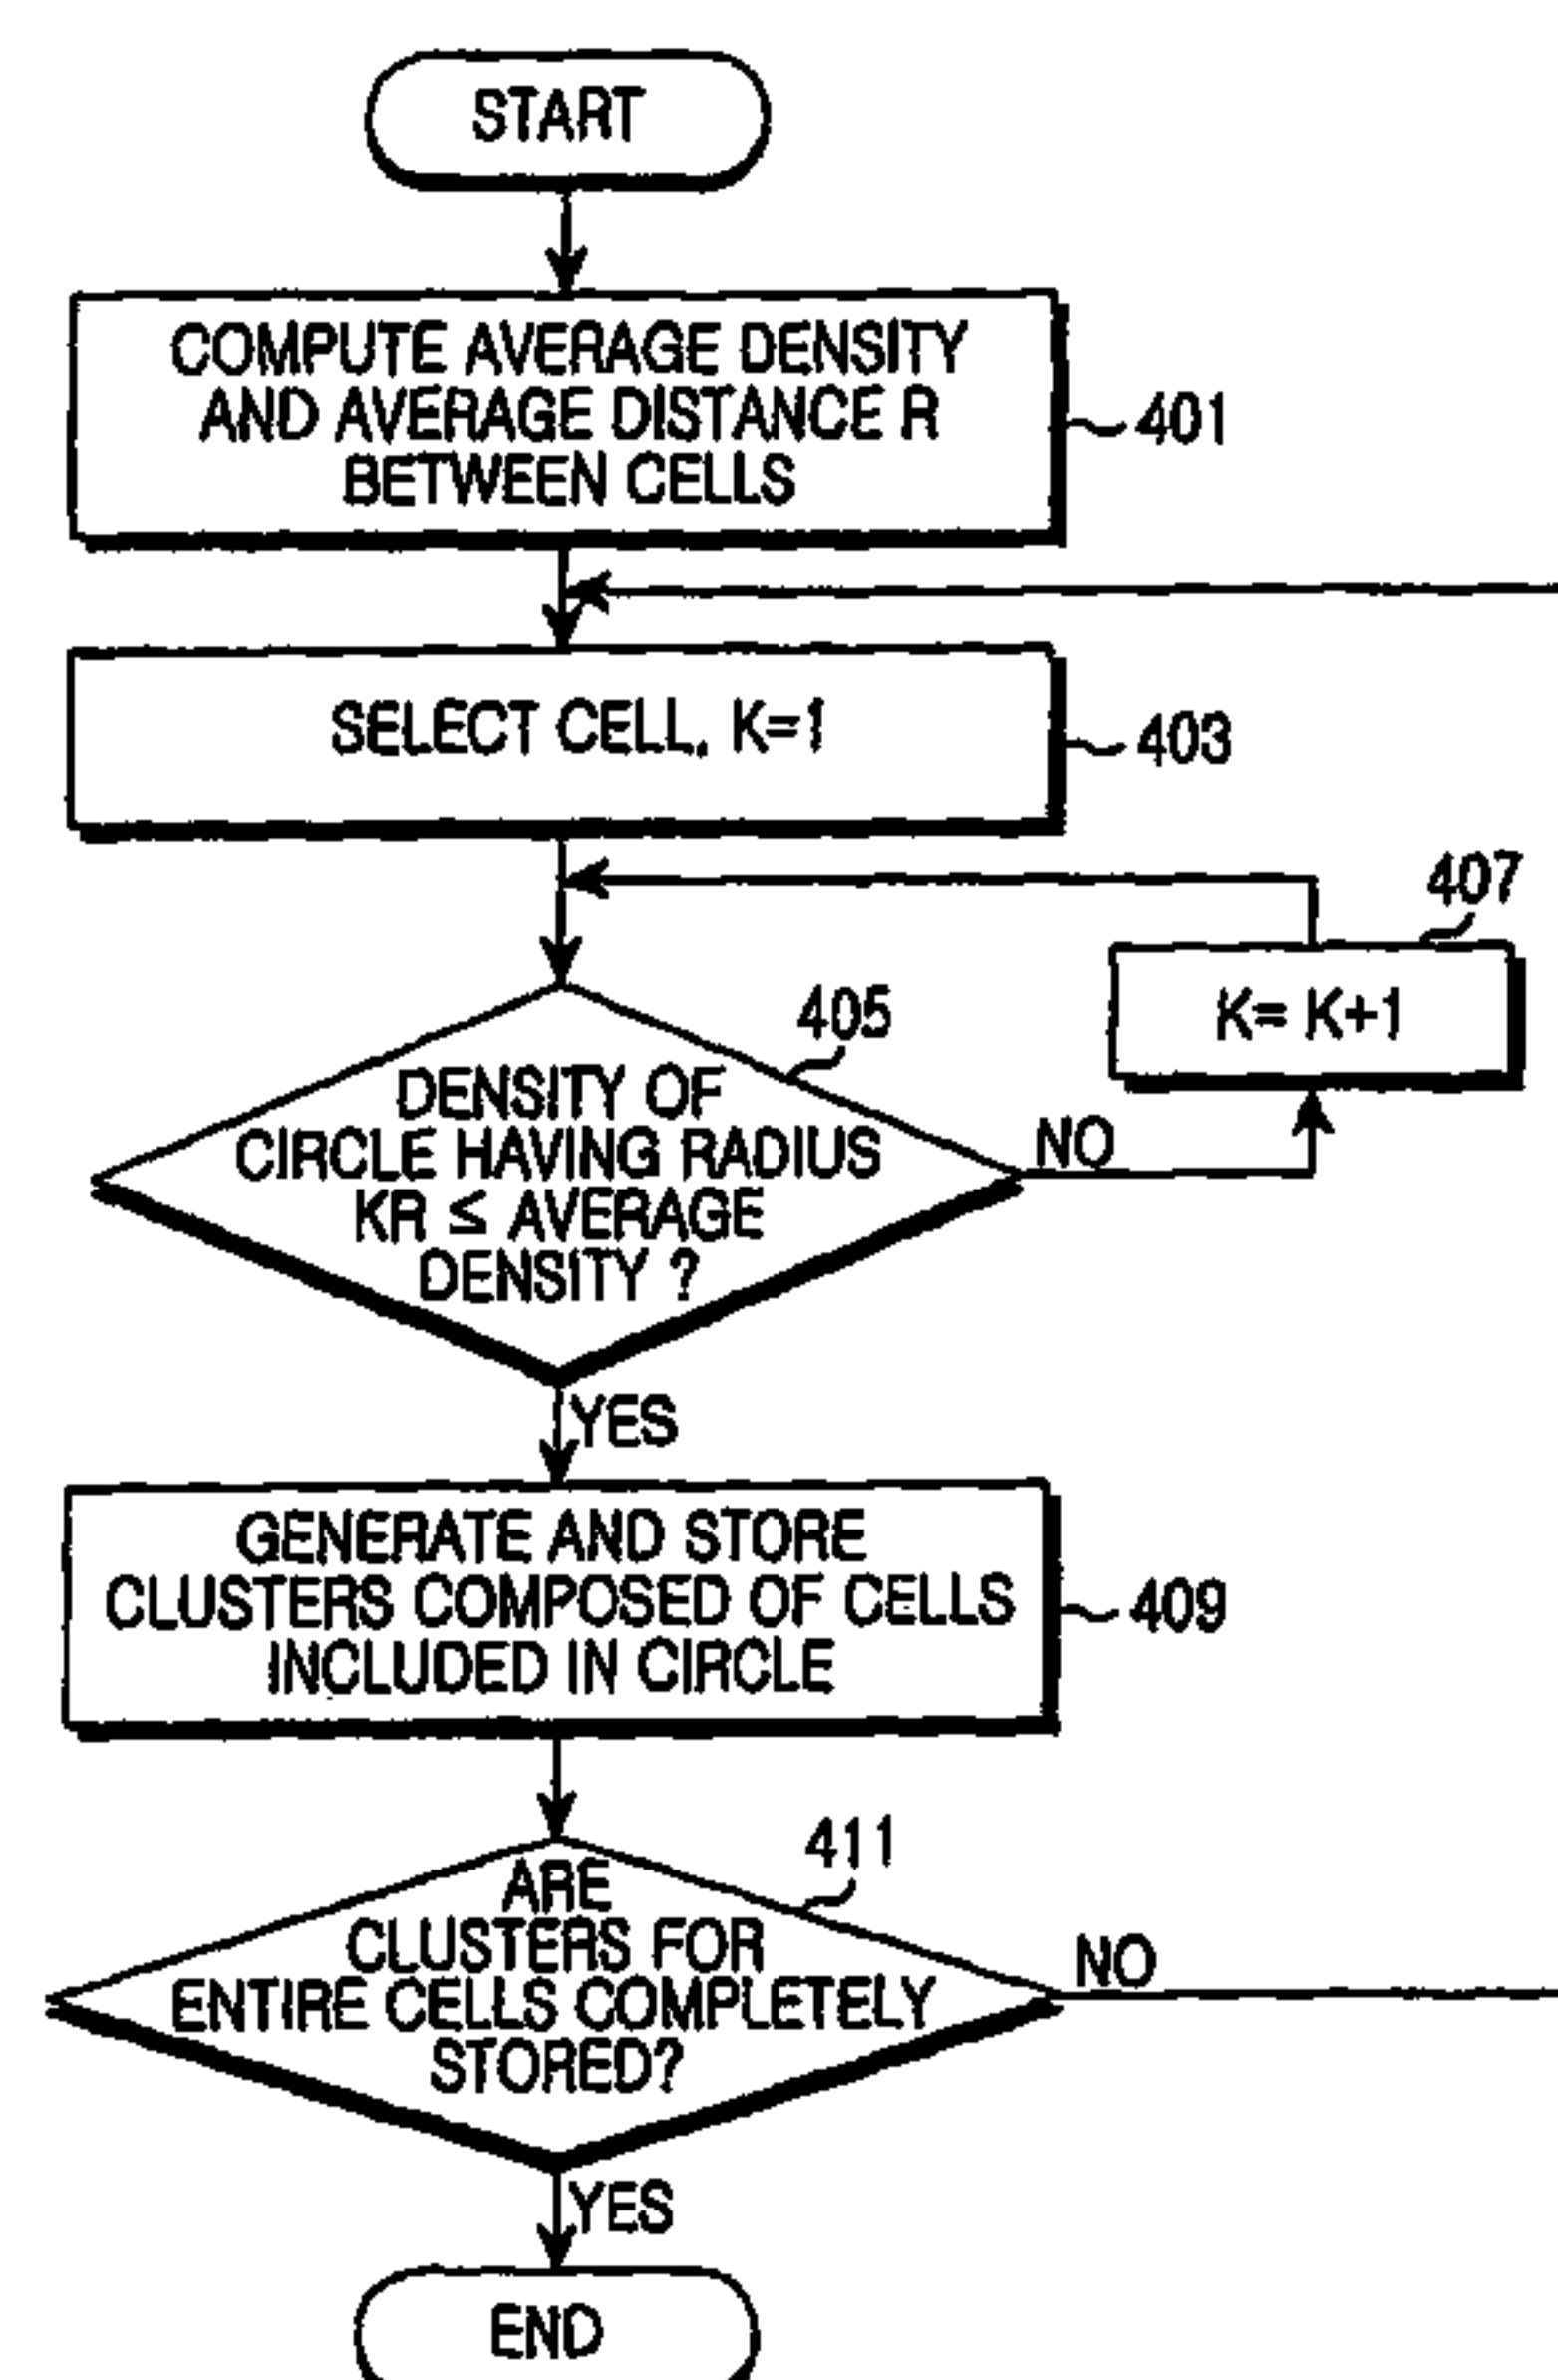 START
COMPUTE AVERAGE DENSITY
AND AVERAGE DISTANCE R
BETWEEN CELLS
401
SELECT CELL, K=1
403
407
K= K+1
405
DENSITY OF
CIRCLE HAVING RADIUS
KR ≤ AVERAGE
DENSITY ?
NO
YES
GENERATE AND STORE
CLUSTERS COMPOSED OF CELLS
INCLUDED IN CIRCLE
409
411
ARE
CLUSTERS FOR
ENTIRE CELLS COMPLETELY
STORED?
NO
YES
END